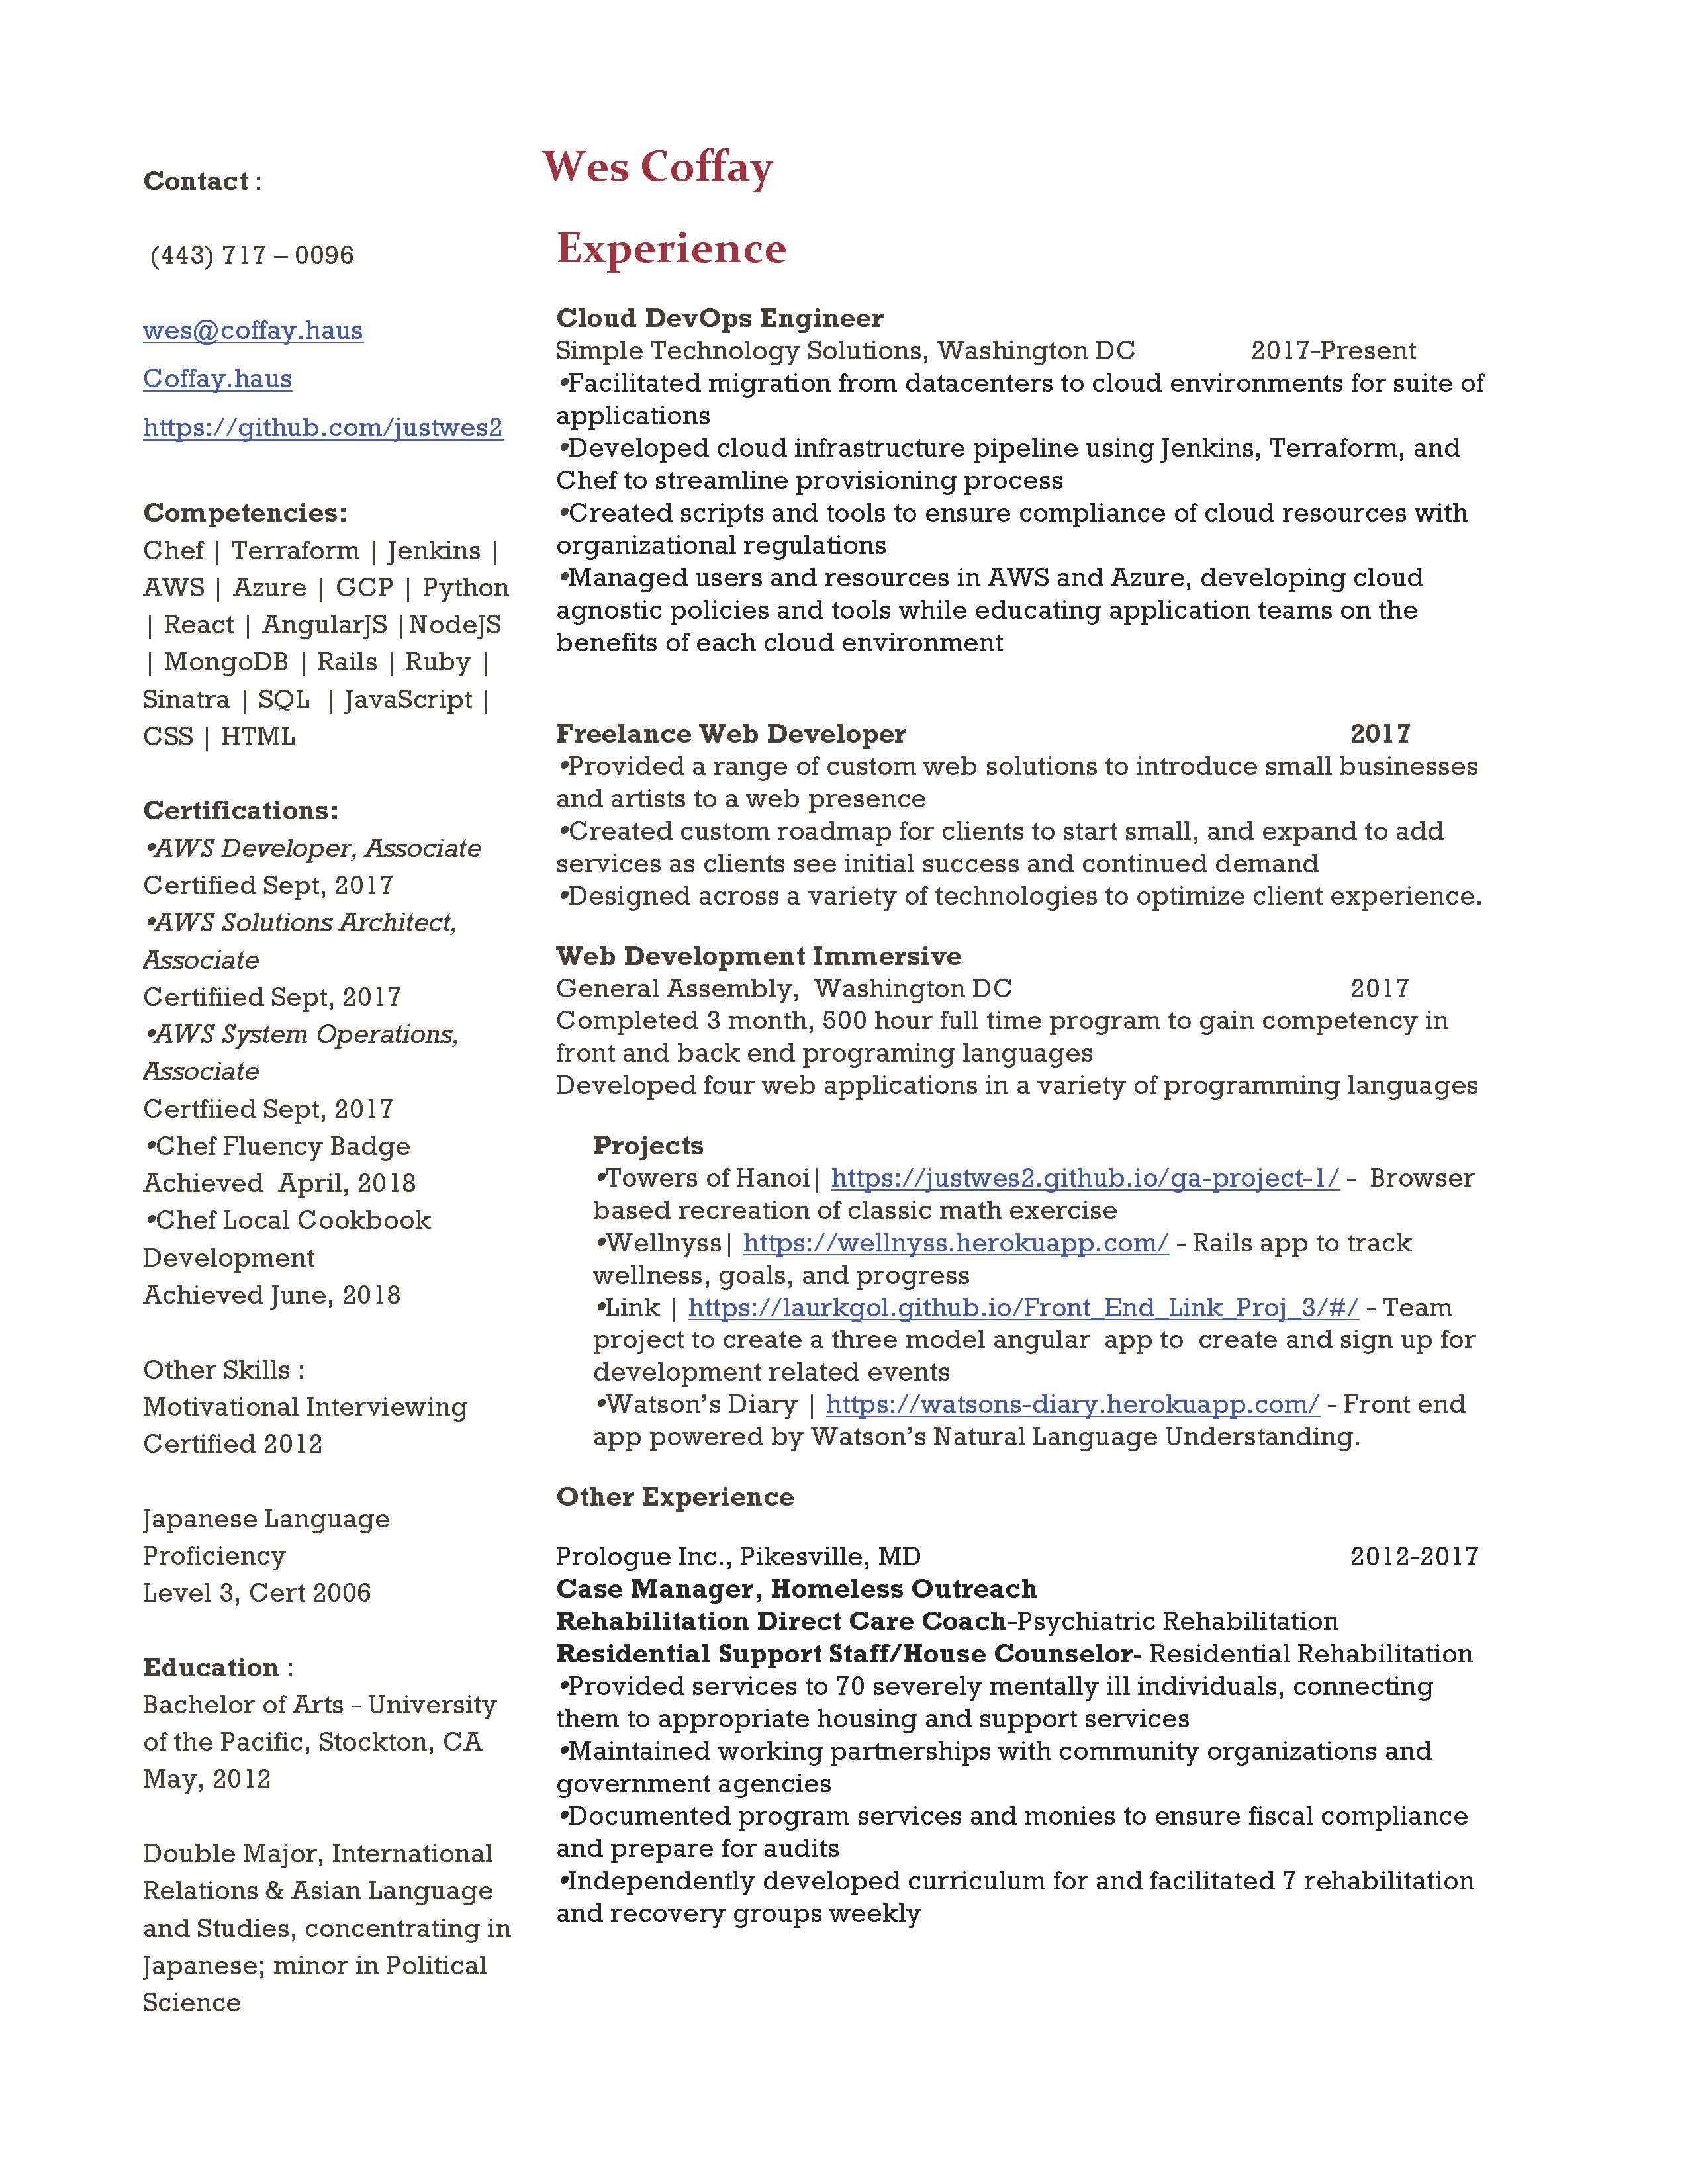 Contact :
(443) 717 – 0096
wes@coffay.haus
Coffay.haus
https://github.com/justwes2
Competencies:
Chef | Terraform | Jenkins |
AWS | Azure | GCP | Python
| React | AngularJS |NodeJS
| MongoDB | Rails | Ruby |
Sinatra | SQL | JavaScript |
CSS | HTML
Certifications:
•AWS Developer, Associate
Certified Sept, 2017
•AWS Solutions Architect,
Associate
Certifiied Sept, 2017
•AWS System Operations,
Associate
Certfiied Sept, 2017
•Chef Fluency Badge
Achieved April, 2018
•Chef Local Cookbook
Development
Achieved June, 2018
Other Skills :
Motivational Interviewing
Certified 2012
Japanese Language
Proficiency
Level 3, Cert 2006
Education :
Bachelor of Arts - University
of the Pacific, Stockton, CA
May, 2012
Double Major, International
Relations & Asian Language
and Studies, concentrating in
Japanese; minor in Political
Science
Wes Coffay
Experience
Cloud DevOps Engineer
Simple Technology Solutions, Washington DC 2017-Present
•Facilitated migration from datacenters to cloud environments for suite of
applications
•Developed cloud infrastructure pipeline using Jenkins, Terraform, and
Chef to streamline provisioning process
•Created scripts and tools to ensure compliance of cloud resources with
organizational regulations
•Managed users and resources in AWS and Azure, developing cloud
agnostic policies and tools while educating application teams on the
benefits of each cloud environment
Freelance Web Developer 2017
•Provided a range of custom web solutions to introduce small businesses
and artists to a web presence
•Created custom roadmap for clients to start small, and expand to add
services as clients see initial success and continued demand
•Designed across a variety of technologies to optimize client experience.
Web Development Immersive
General Assembly, Washington DC 2017
Completed 3 month, 500 hour full time program to gain competency in
front and back end programing languages
Developed four web applications in a variety of programming languages
Projects
•Towers of Hanoi| https://justwes2.github.io/ga-project-1/ - Browser
based recreation of classic math exercise
•Wellnyss| https://wellnyss.herokuapp.com/ - Rails app to track
wellness, goals, and progress
•Link | https://laurkgol.github.io/Front_End_Link_Proj_3/#/ - Team
project to create a three model angular app to create and sign up for
development related events
•Watson’s Diary | https://watsons-diary.herokuapp.com/ - Front end
app powered by Watson’s Natural Language Understanding.
Other Experience
Prologue Inc., Pikesville, MD 2012-2017
Case Manager, Homeless Outreach
Rehabilitation Direct Care Coach-Psychiatric Rehabilitation
Residential Support Staff/House Counselor- Residential Rehabilitation
•Provided services to 70 severely mentally ill individuals, connecting
them to appropriate housing and support services
•Maintained working partnerships with community organizations and
government agencies
•Documented program services and monies to ensure fiscal compliance
and prepare for audits
•Independently developed curriculum for and facilitated 7 rehabilitation
and recovery groups weekly